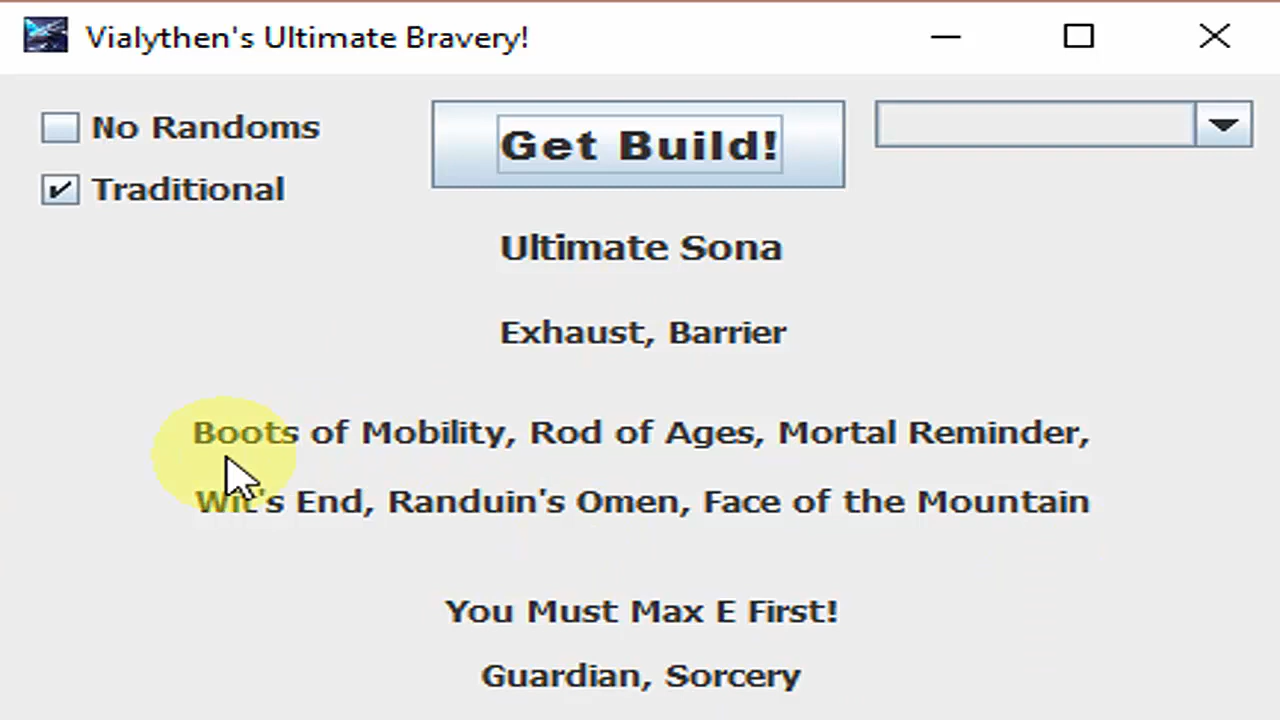 Vialythen's Ultimate Bravery!
No Randoms
Get Build!
Traditional
Ultimate Sona
Exhaust, Barrier
Boots of Mobility, Rod of Ages, Mortal Reminder,
Wit's End, Randuin's Omen, Face of the Mountain
You Must Max E First!
Guardian, Sorcery